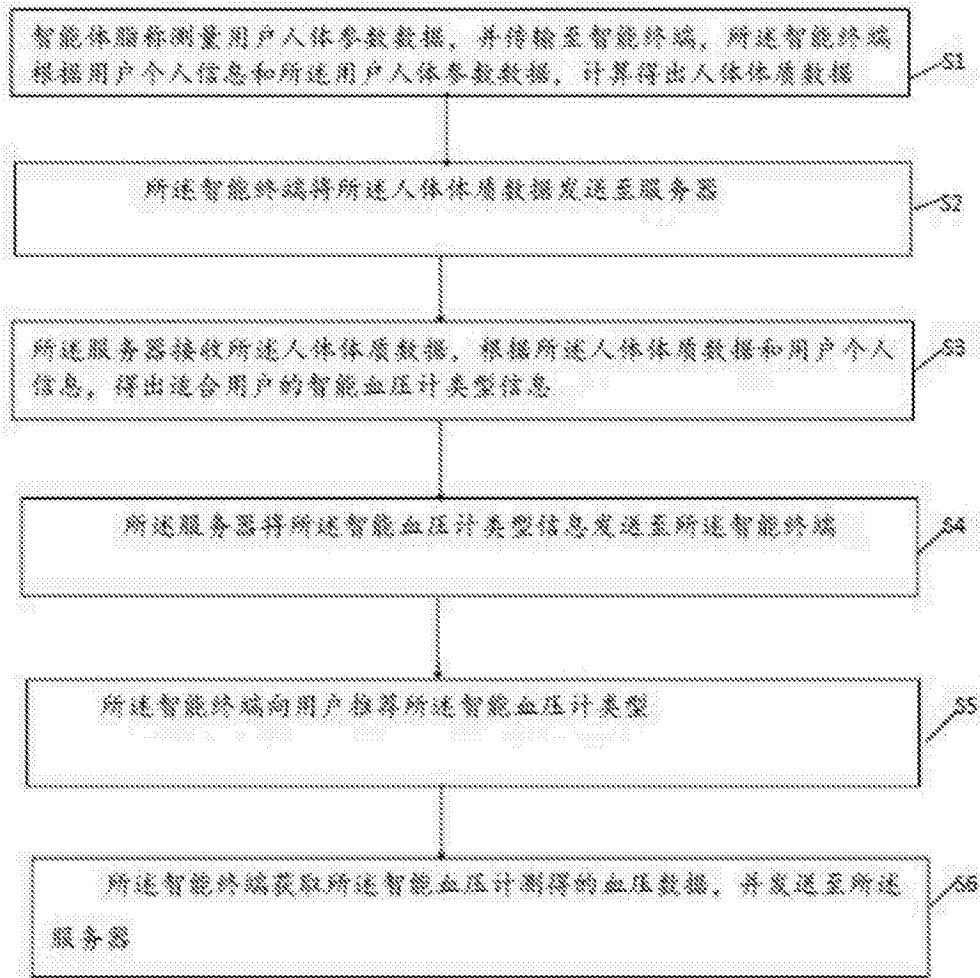 智能体脂称测量用户人体参数数据，并传输至智能终端，所述智能终端
根据用户个人信息和所述用户人体参数数据，计算得出人体体质数据
S1
所述智能终端将所述人体体质数据发送至服务器
S2
所述服务器接收所述人体体质数据，根据所述人体体质数据和用户个人
信息，得出适合用户的智能血压计类型信息
S3
所述服务器将所述智能血压计类型信息发送至所述智能终端
S4
所述智能终端向用户推荐所述智能血压计类型
S5
所述智能终端获取所述智能血压计测得的血压数据，并发送至所述
服务器
S6